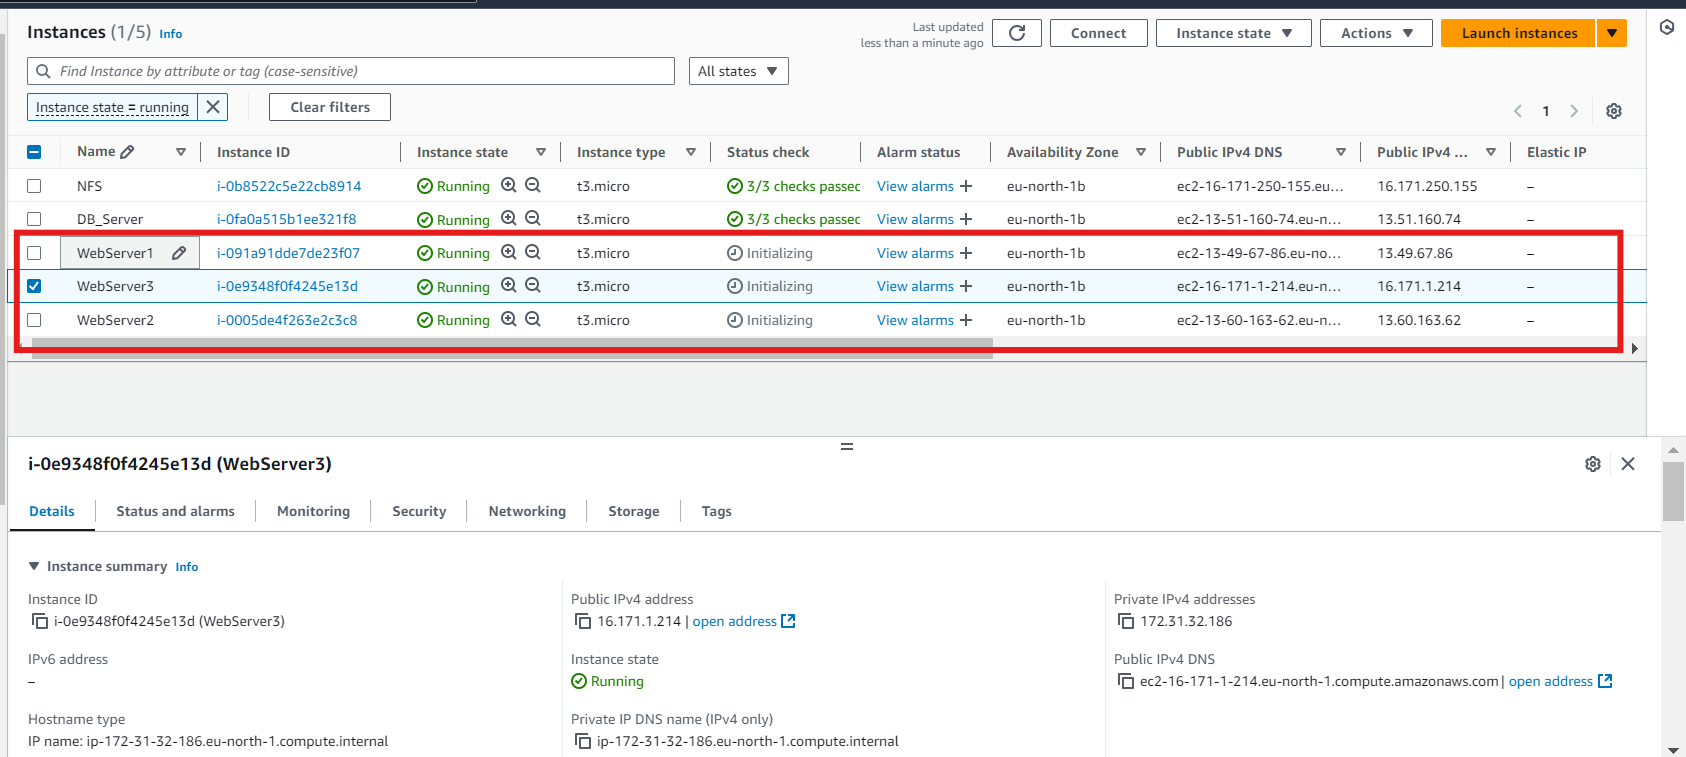 Instances (1/5) Info
Last updated
less than a minute ago
Connect
Instance state
Actions
Launch instances
Find Instance by attribute or tag (case-sensitive)
All states
Instance state = running
Clear filters
1
Name Instance ID Instance state Instance type Status check Alarm status Availability Zone Public IPv4 DNS Public IPv4 ... Elastic IP
NFS i-0b8522c5e22cb8914 Running t3.micro 3/3 checks passed View alarms + eu-north-1b ec2-16-171-250-155.eu... 16.171.250.155 –
DB_Server i-0fa0a515b1ee321f8 Running t3.micro 3/3 checks passed View alarms + eu-north-1b ec2-13-51-160-74.eu-n... 13.51.160.74 –
WebServer1 i-091a91dde7de23f07 Running t3.micro Initializing View alarms + eu-north-1b ec2-13-49-67-86.eu-no... 13.49.67.86 –
WebServer3 i-0e9348f0f4245e13d Running t3.micro Initializing View alarms + eu-north-1b ec2-16-171-1-214.eu-n... 16.171.1.214 –
WebServer2 i-0005de4f263e2c3c8 Running t3.micro Initializing View alarms + eu-north-1b ec2-13-60-163-62.eu-n... 13.60.163.62 –
i-0e9348f0f4245e13d (WebServer3)
Details Status and alarms Monitoring Security Networking Storage Tags
Instance summary Info
Instance ID
i-0e9348f0f4245e13d (WebServer3)
Public IPv4 address
16.171.1.214 | open address
Private IPv4 addresses
172.31.32.186
IPv6 address
–
Instance state
Running
Public IPv4 DNS
ec2-16-171-1-214.eu-north-1.compute.amazonaws.com | open address
Hostname type
IP name: ip-172-31-32-186.eu-north-1.compute.internal
Private IP DNS name (IPv4 only)
ip-172-31-32-186.eu-north-1.compute.internal